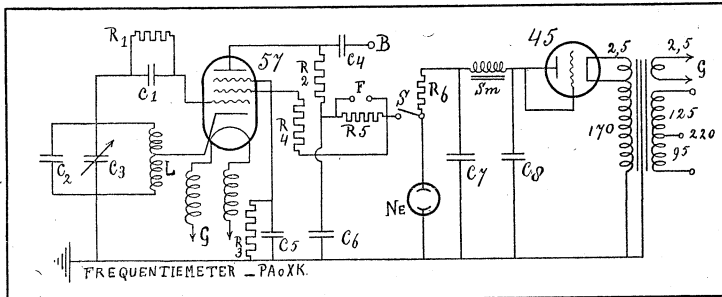 R1
C1
57
R2
C4
B
F
S
R5
R4
R6
Sm
45
2,5
2,5
G
170
125
220
95
C2
C3
L
G
R3
C5
C6
Ne
C7
C8
FREQUENTIEMETER _ PA0XK.